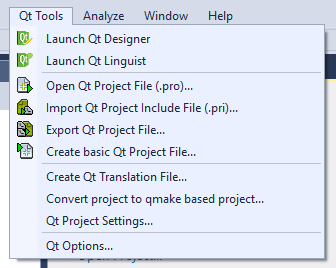 Qt Tools Analyze Window Help
Launch Qt Designer
Launch Qt Linguist
Open Qt Project File (.pro)...
Import Qt Project Include File (.pri)...
Export Qt Project File...
Create basic Qt Project File...
Create Qt Translation File...
Convert project to qmake based project...
Qt Project Settings...
Qt Options...